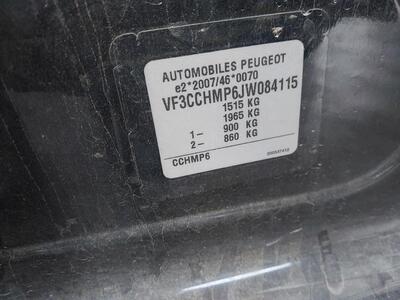 AUTOMOBILES PEUGEOT
e2*2007/46*0070
VF3CCHMP6JW084115
1515 KG
1965 KG
1- 900 KG
2- 860 KG
CCHMP6